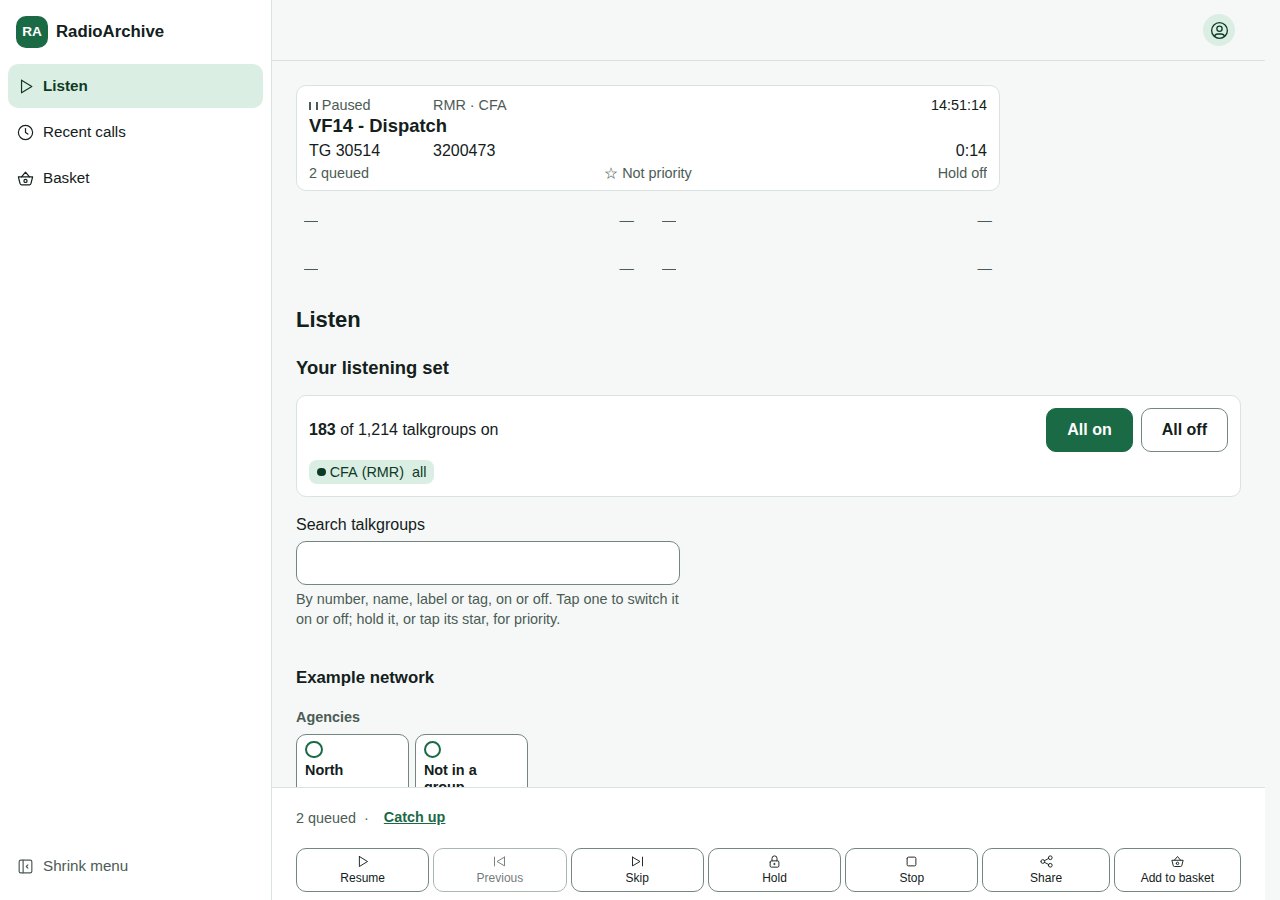 RA RadioArchive
Listen
Recent calls
Basket
Shrink menu
Paused RMR · CFA 14:51:14
VF14 - Dispatch
TG 30514 3200473 0:14
2 queued ☆ Not priority Hold off
— — — —
— — — —
Listen
Your listening set
183 of 1,214 talkgroups on All on All off
CFA (RMR) all
Search talkgroups
By number, name, label or tag, on or off. Tap one to switch it
on or off; hold it, or tap its star, for priority.
Example network
Agencies
North Not in a
group
2 queued · Catch up
Resume Previous Skip Hold Stop Share Add to basket